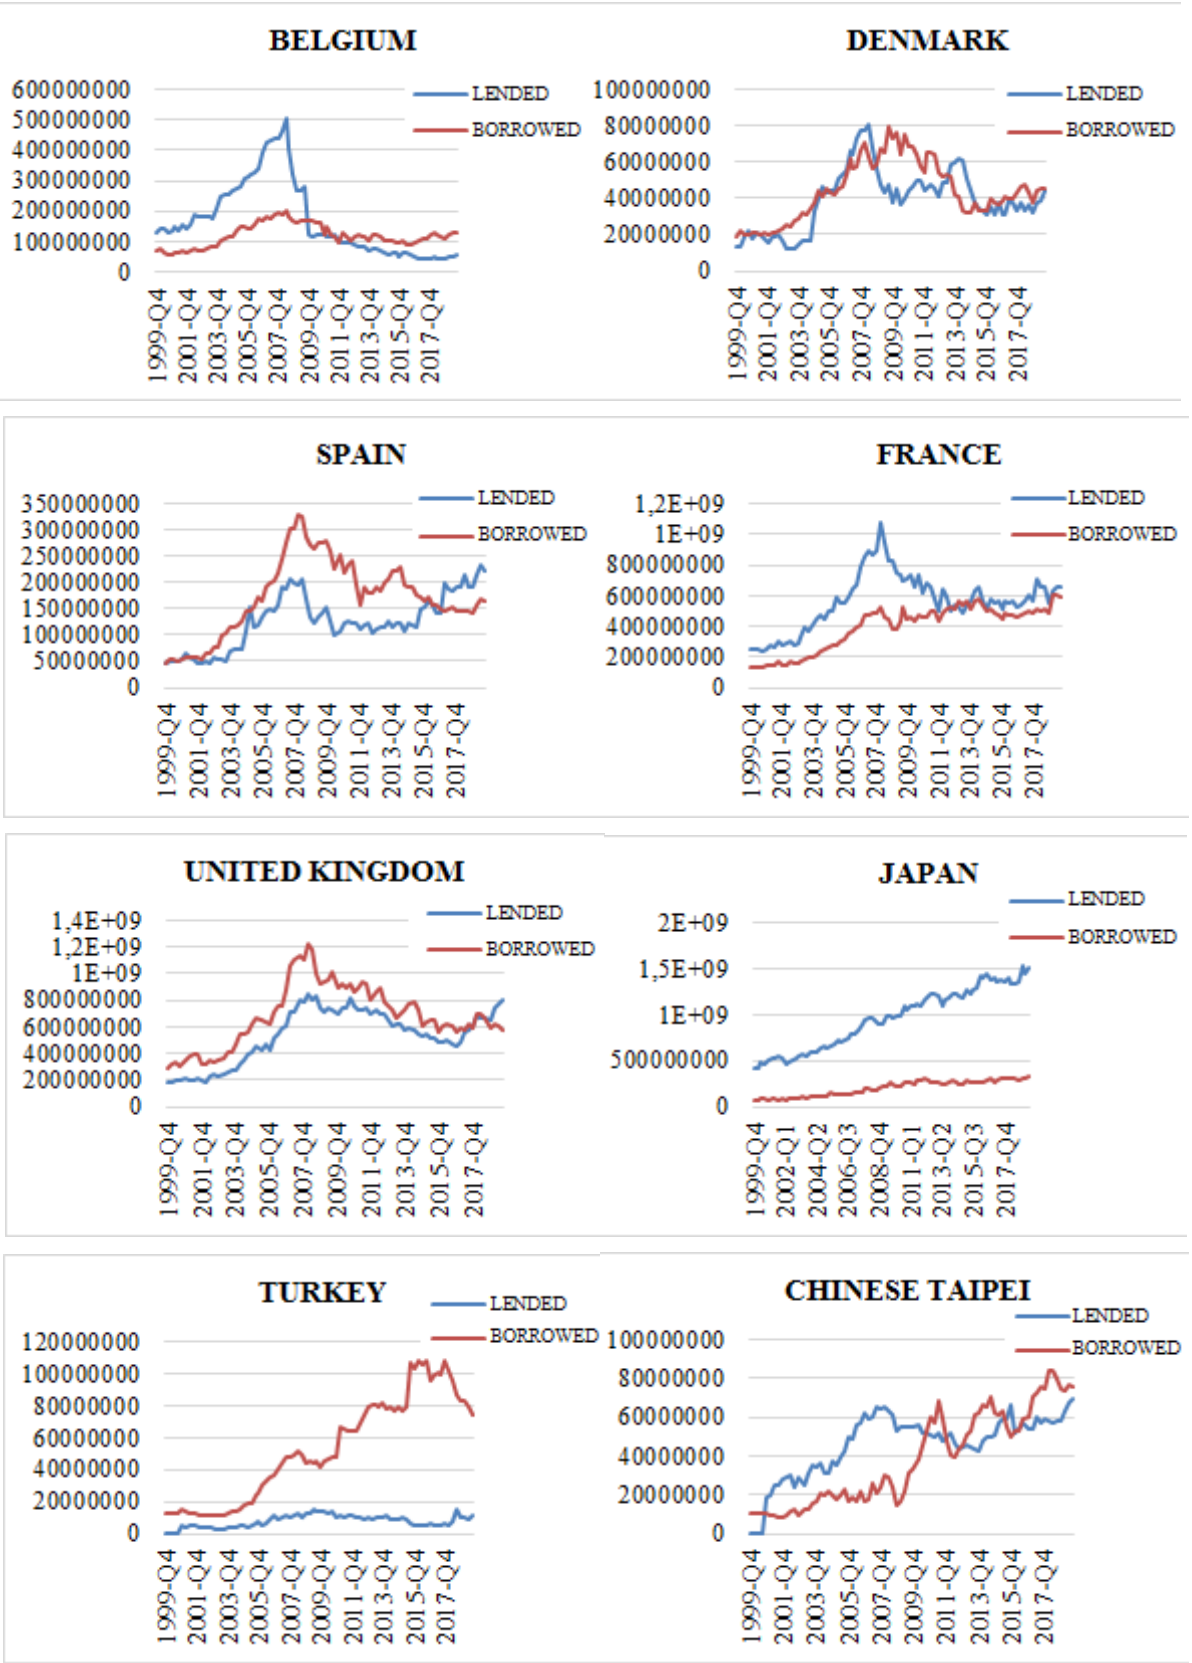 BELGIUM
600000000
500000000
400000000
300000000
200000000
100000000
0
LENDED
BORROWED
1999-Q4
2001-Q4
2003-Q4
2005-Q4
2007-Q4
2009-Q4
2011-Q4
2013-Q4
2015-Q4
2017-Q4
DENMARK
100000000
80000000
60000000
40000000
20000000
0
LENDED
BORROWED
1999-Q4
2001-Q4
2003-Q4
2005-Q4
2007-Q4
2009-Q4
2011-Q4
2013-Q4
2015-Q4
2017-Q4
SPAIN
350000000
300000000
250000000
200000000
150000000
100000000
50000000
0
LENDED
BORROWED
1999-Q4
2001-Q4
2003-Q4
2005-Q4
2007-Q4
2009-Q4
2011-Q4
2013-Q4
2015-Q4
2017-Q4
FRANCE
1,2E+09
1E+09
800000000
600000000
400000000
200000000
0
LENDED
BORROWED
1999-Q4
2001-Q4
2003-Q4
2005-Q4
2007-Q4
2009-Q4
2011-Q4
2013-Q4
2015-Q4
2017-Q4
UNITED KINGDOM
1,4E+09
1,2E+09
1E+09
800000000
600000000
400000000
200000000
0
LENDED
BORROWED
1999-Q4
2001-Q4
2003-Q4
2005-Q4
2007-Q4
2009-Q4
2011-Q4
2013-Q4
2015-Q4
2017-Q4
JAPAN
2E+09
1,5E+09
1E+09
500000000
0
LENDED
BORROWED
1999-Q4
2002-Q1
2004-Q2
2006-Q3
2008-Q4
2011-Q1
2013-Q2
2015-Q3
2017-Q4
TURKEY
120000000
100000000
80000000
60000000
40000000
20000000
0
LENDED
BORROWED
1999-Q4
2001-Q4
2003-Q4
2005-Q4
2007-Q4
2009-Q4
2011-Q4
2013-Q4
2015-Q4
2017-Q4
CHINESE TAIPEI
100000000
80000000
60000000
40000000
20000000
0
LENDED
BORROWED
1999-Q4
2001-Q4
2003-Q4
2005-Q4
2007-Q4
2009-Q4
2011-Q4
2013-Q4
2015-Q4
2017-Q4